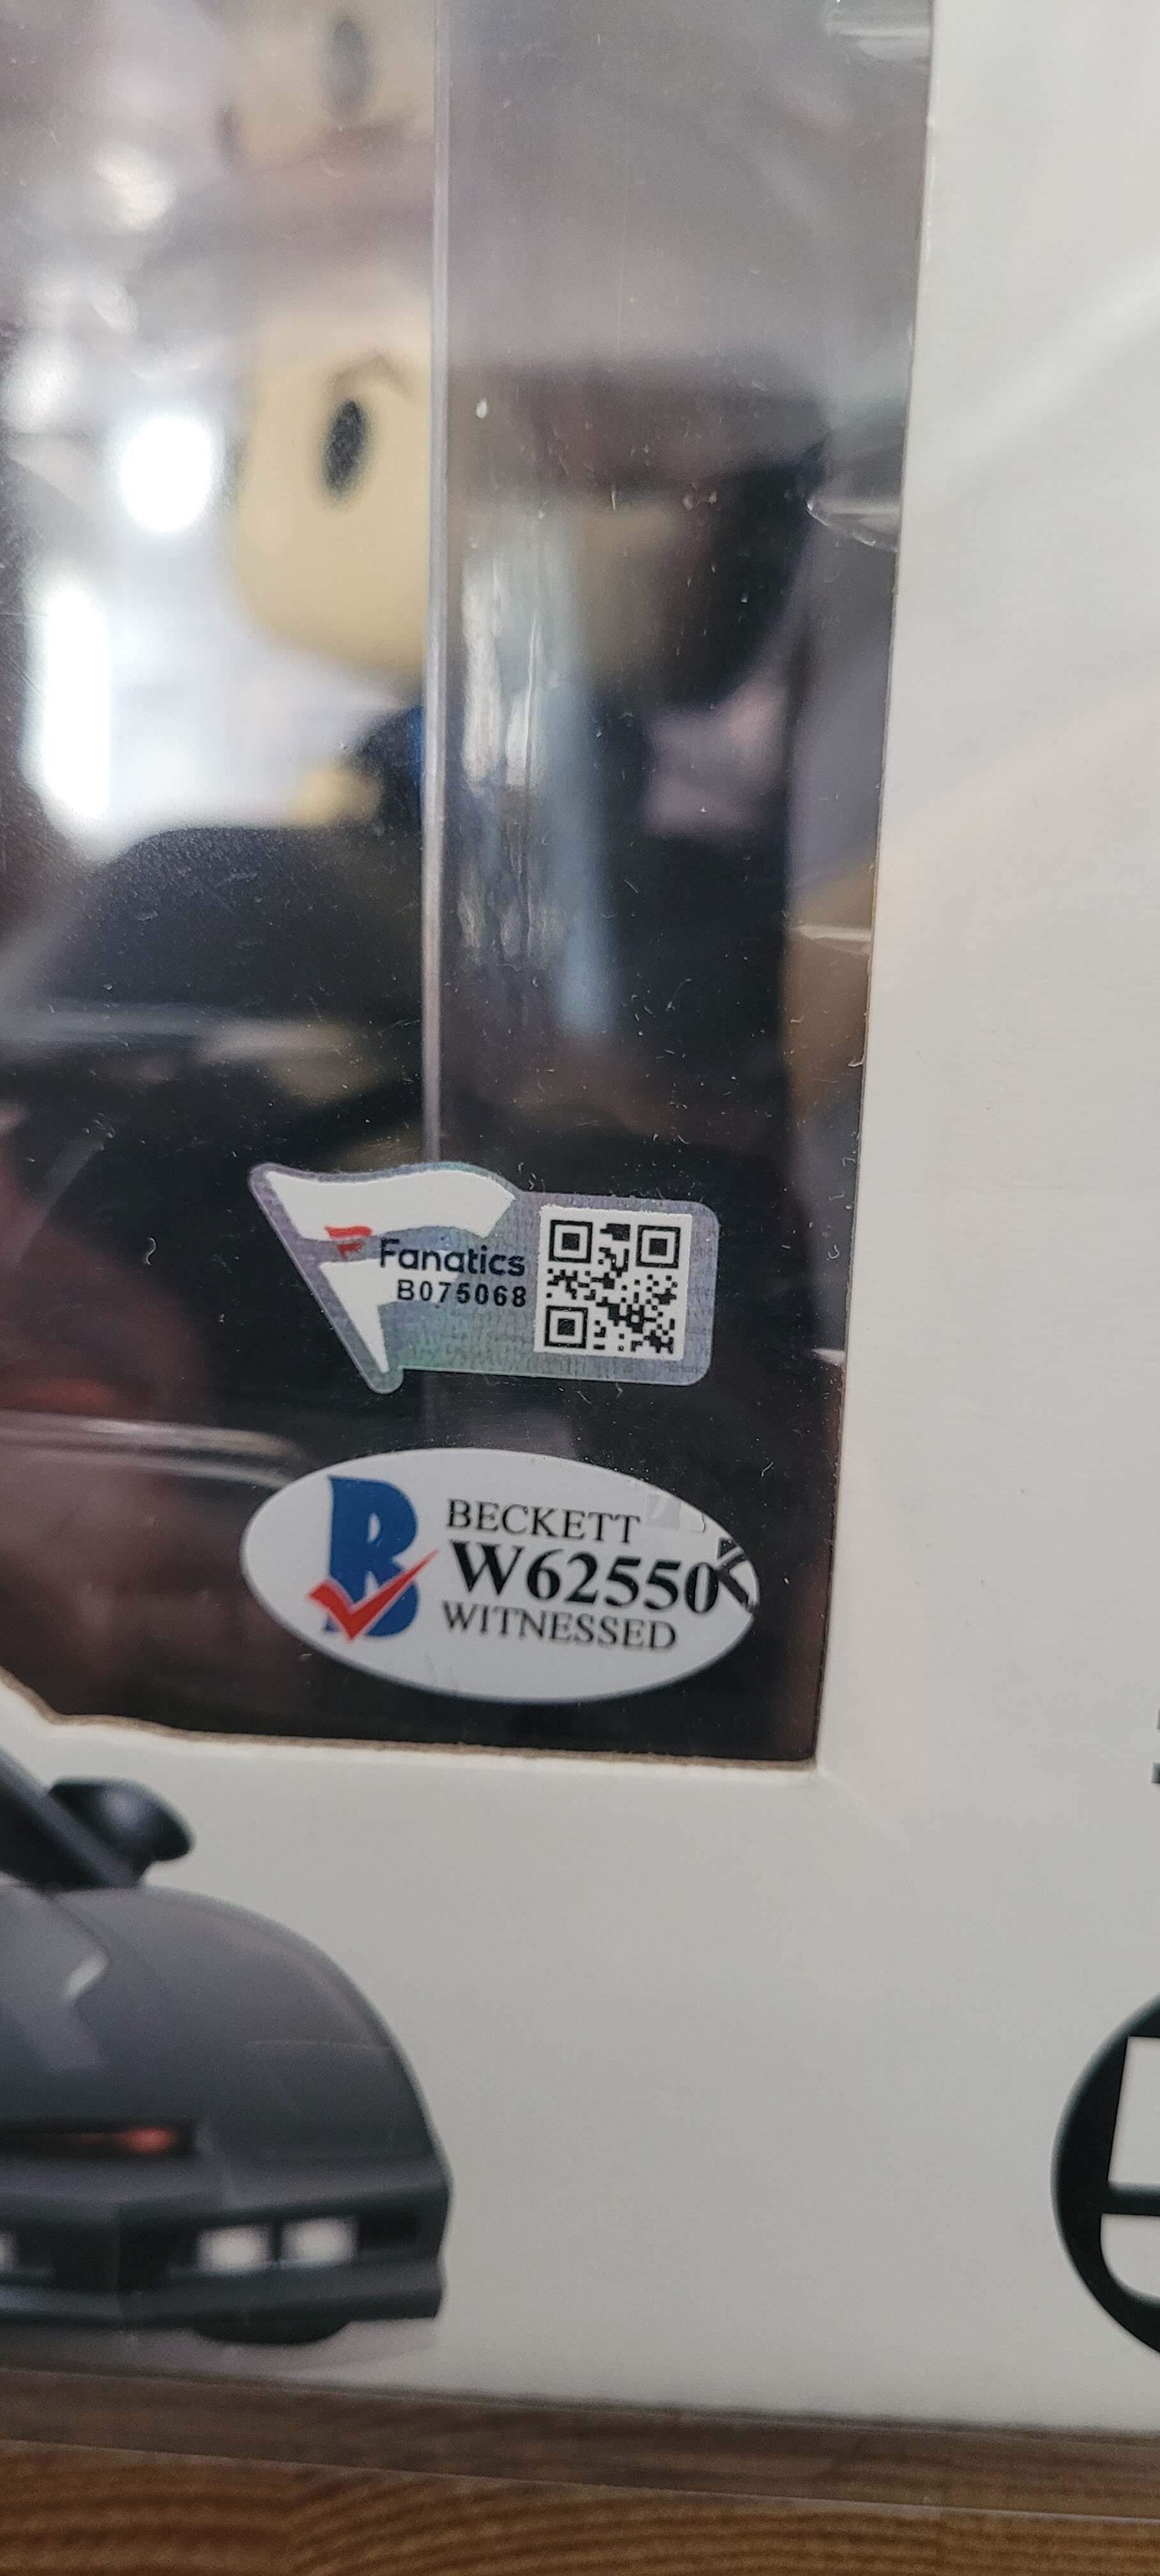 Fanatics
B075068
BECKETT
W62550
WITNESSED